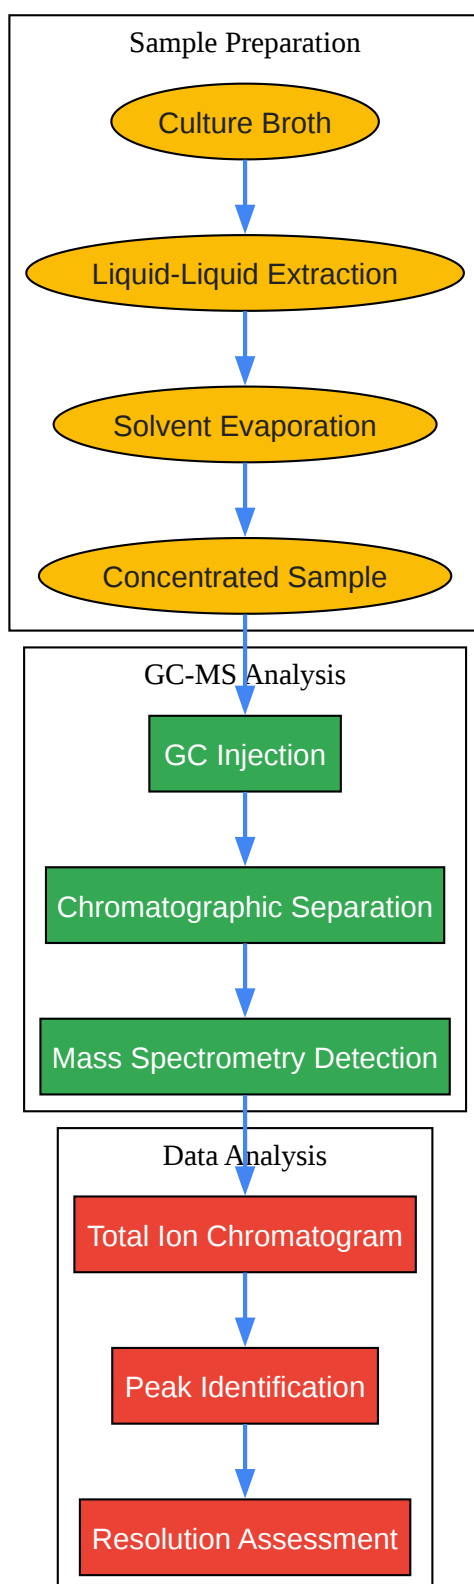 Sample Preparation
Culture Broth
Liquid-Liquid Extraction
Solvent Evaporation
Concentrated Sample
GC-MS Analysis
GC Injection
Chromatographic Separation
Mass Spectrometry Detection
Data Analysis
Total Ion Chromatogram
Peak Identification
Resolution Assessment